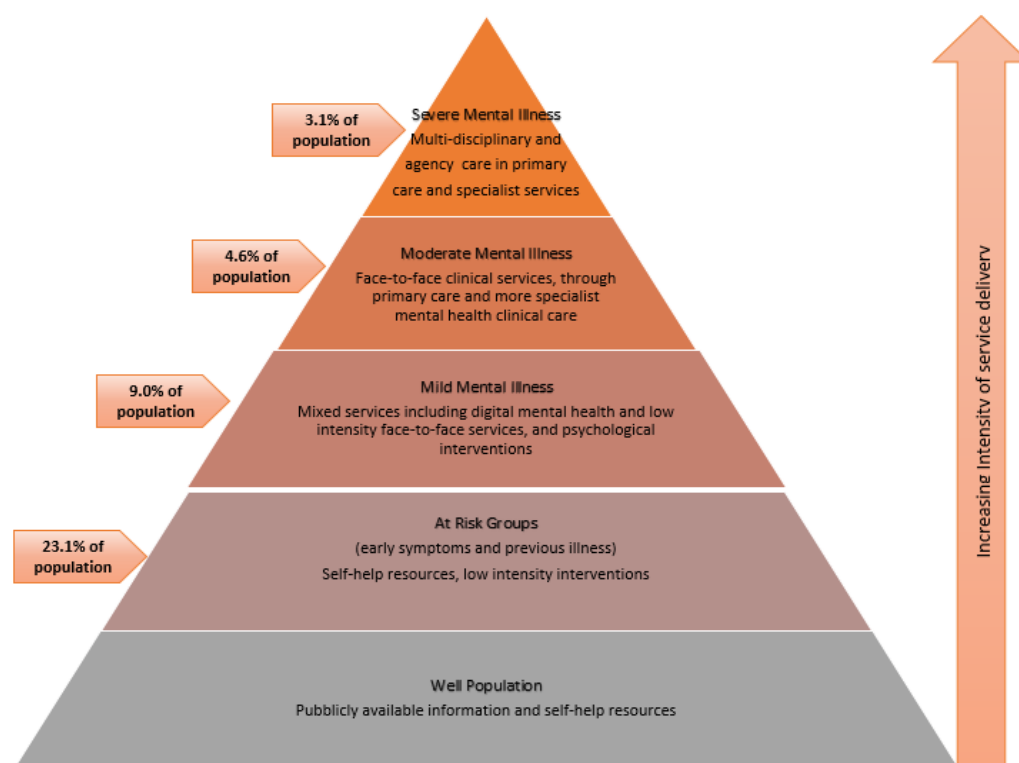 3.1% of
population
Severe Mental Illness
Multi-disciplinary and
agency care in primary
care and specialist services
4.6% of
population
Moderate Mental Illness
Face-to-face clinical services, through
primary care and more specialist
mental health clinical care
9.0% of
population
Mild Mental Illness
Mixed services including digital mental health and low
intensity face-to-face services, and psychological
interventions
23.1% of
population
At Risk Groups
(early symptoms and previous illness)
Self-help resources, low intensity interventions
Well Population
Pubblicly available information and self-help resources
Increasing Intensity of service delivery